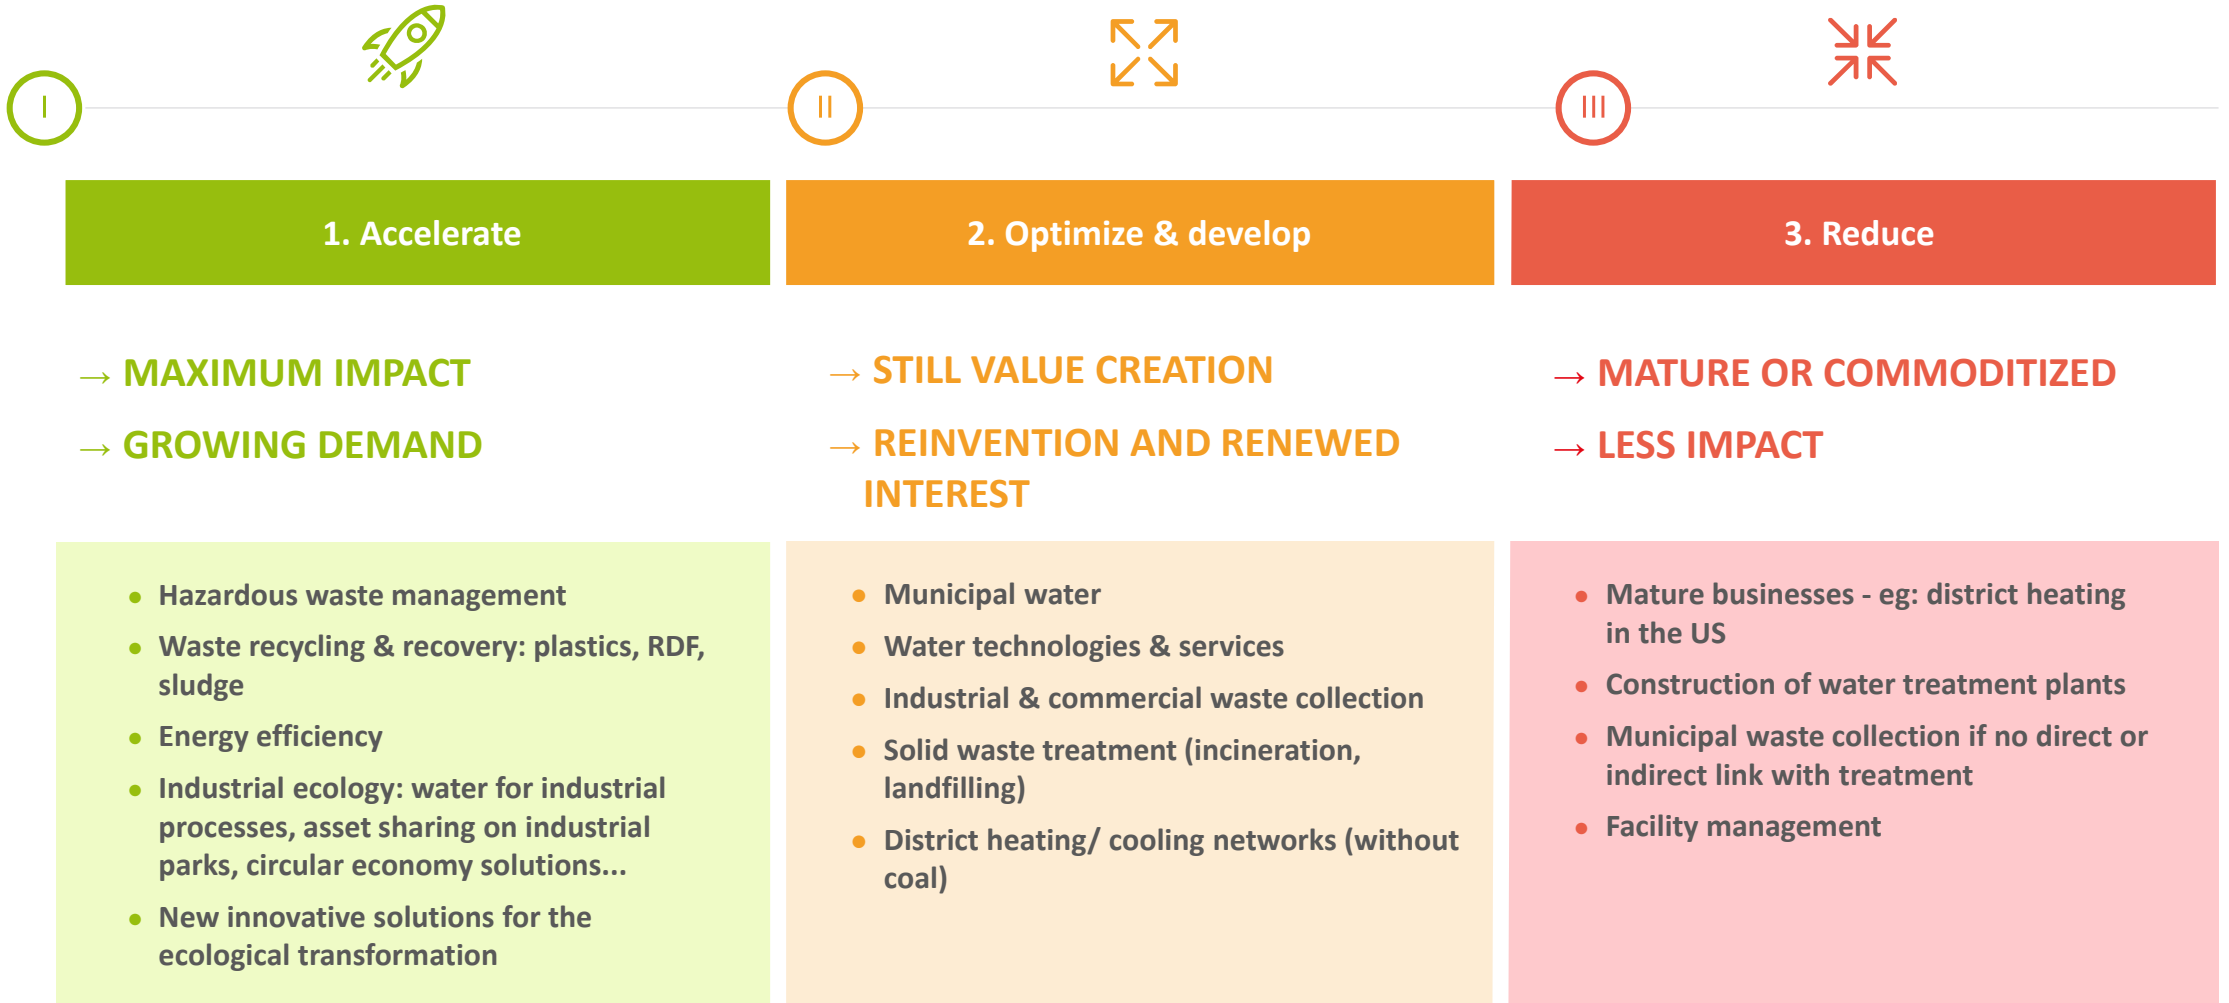 I
II
III
1. Accelerate
2. Optimize & develop
3. Reduce
→ MAXIMUM IMPACT
→ GROWING DEMAND
→ STILL VALUE CREATION
→ REINVENTION AND RENEWED
INTEREST
→ MATURE OR COMMODITIZED
→ LESS IMPACT
● Hazardous waste management
● Waste recycling & recovery: plastics, RDF,
sludge
● Energy efficiency
● Industrial ecology: water for industrial
processes, asset sharing on industrial
parks, circular economy solutions...
● New innovative solutions for the
ecological transformation
● Municipal water
● Water technologies & services
● Industrial & commercial waste collection
● Solid waste treatment (incineration,
landfilling)
● District heating/ cooling networks (without
coal)
● Mature businesses - eg: district heating
in the US
● Construction of water treatment plants
● Municipal waste collection if no direct or
indirect link with treatment
● Facility management